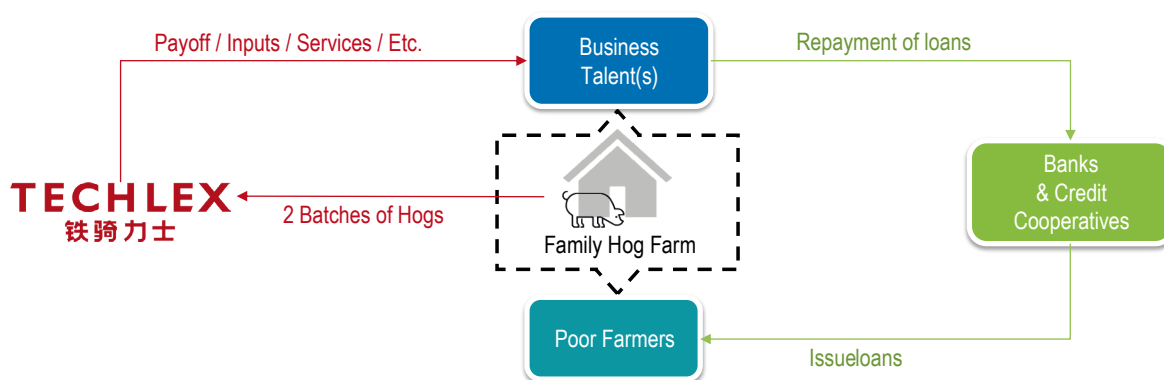 Payoff / Inputs / Services / Etc.
Business
Talent(s)
Repayment of loans
TECHLEX
铁骑力士
2 Batches of Hogs
Family Hog Farm
Banks
& Credit
Cooperatives
Poor Farmers
Issueloans